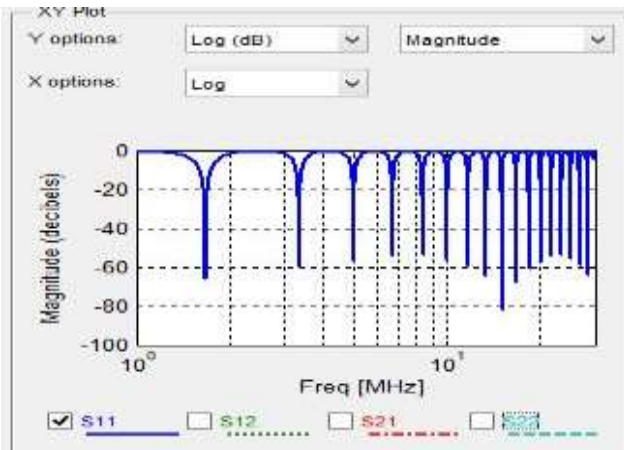 XY Plot
Y options: Log (dB) Magnitude
X options: Log
0
-20
-40
-60
-80
-100
Magnitude (decibels)
10⁰ 10¹
Freq [MHz]
S11 S12 S21 S22